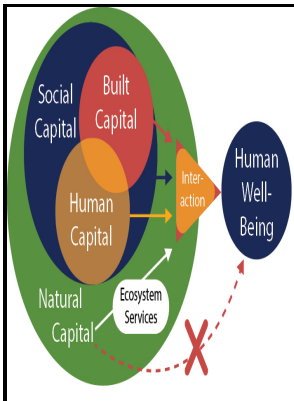 Social
Capital
Built
Capital
Human
Capital
Inter-
action
Human
Well-
Being
Natural
Capital
Ecosystem
Services